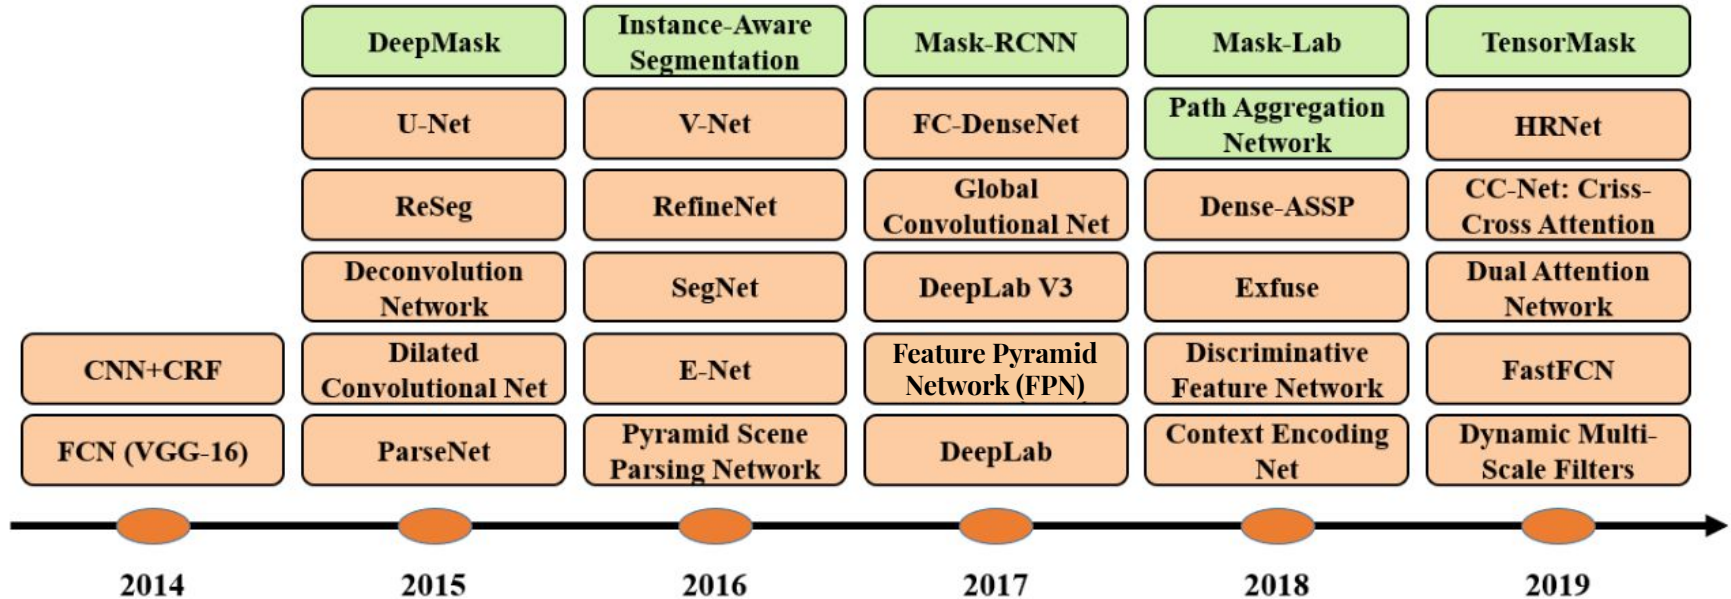 DeepMask
Instance-Aware
Segmentation
Mask-RCNN
Mask-Lab
TensorMask
U-Net
V-Net
FC-DenseNet
Path Aggregation
Network
HRNet
ReSeg
RefineNet
Global
Convolutional Net
Dense-ASSP
CC-Net: Criss-
Cross Attention
Deconvolution
Network
SegNet
DeepLab V3
Exfuse
Dual Attention
Network
CNN+CRF
Dilated
Convolutional Net
E-Net
Feature Pyramid
Network (FPN)
Discriminative
Feature Network
FastFCN
FCN (VGG-16)
ParseNet
Pyramid Scene
Parsing Network
DeepLab
Context Encoding
Net
Dynamic Multi-
Scale Filters
2014
2015
2016
2017
2018
2019